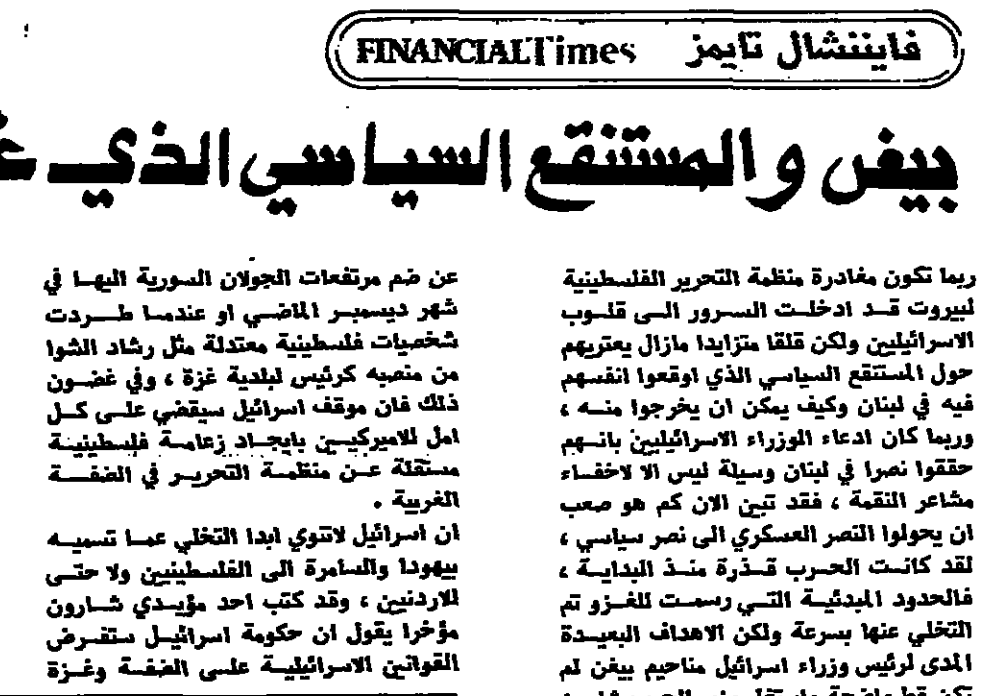 فايننشال تايمز FINANCIAL Times
بيغن والمستنقع السياسي الذي
ربما تكون مغادرة منظمة التحرير الفلسطينية
لبيروت قد ادخلت السرور الى قلوب
الاسرائيليين ولكن قلقا متزايدا مازال يعتريهم
حول المستنقع السياسي الذي اوقعوا انفسهم
فيه في لبنان وكيف يمكن ان يخرجوا منه ،
وربما كان ادعاء الوزراء الاسرائيليين بانهم
حققوا نصرا في لبنان وسيلة ليس الا لاخفاء
مشاعر النقمة ، فقد تبين الان كم هو صعب
ان يحولوا النصر العسكري الى نصر سياسي ،
لقد كانت الحرب قذرة منذ البداية ،
فالحدود المبدئية التي رسمت للغزو تم
التخلي عنها بسرعة ولكن الاهداف البعيدة
المدى لرئيس وزراء اسرائيل مناحيم بيغن لم
تكن قط واضحة
عن ضم مرتفعات الجولان السورية اليها في
شهر ديسمبر الماضي او عندما طردت
شخصيات فلسطينية معتدلة مثل رشاد الشوا
من منصبه كرئيس لبلدية غزة ، وفي غضون
ذلك فان موقف اسرائيل سيقضي على كل
امل للاميركيين بايجاد زعامة فلسطينية
مستقلة عن منظمة التحرير في الضفة
الغربية .
ان اسرائيل لاتنوي ابدا التخلي عما تسميه
بيهودا والسامرة الى الفلسطينيين ولا حتى
للاردنيين ، وقد كتب احد مؤيدي شارون
مؤخرا يقول ان حكومة اسرائيل ستفرض
القوانين الاسرائيلية على الضفة وغزة